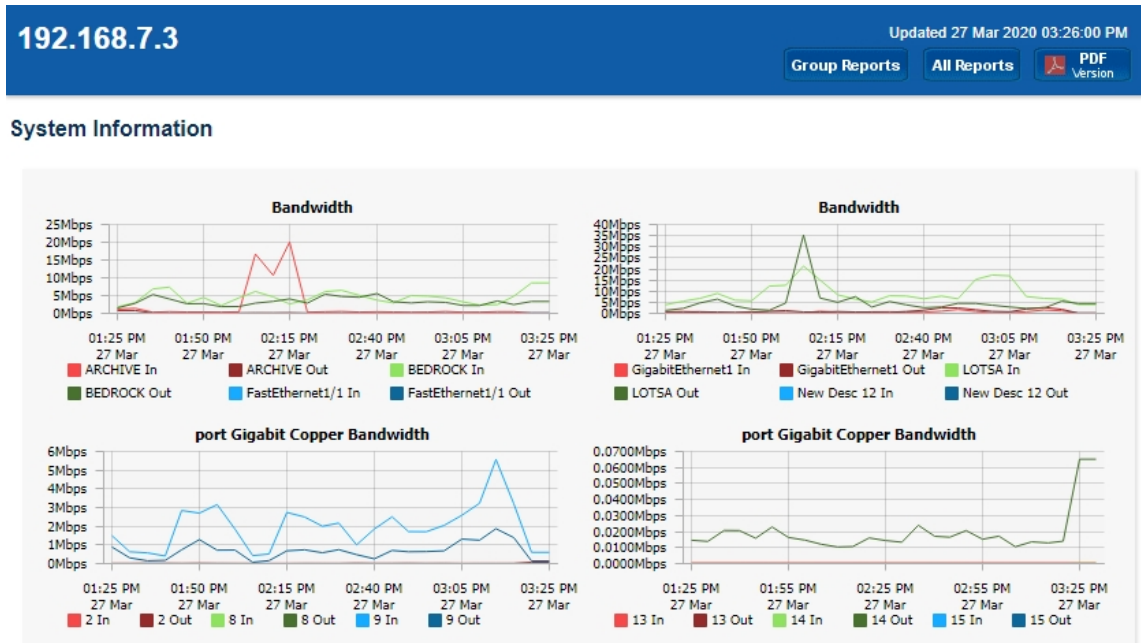 192.168.7.3
Updated 27 Mar 2020 03:26:00 PM
Group Reports
All Reports
PDF
Version
System Information
Bandwidth
25Mbps
20Mbps
15Mbps
10Mbps
5Mbps
0Mbps
01:25 PM 01:50 PM 02:15 PM 02:40 PM 03:05 PM 03:25 PM
27 Mar 27 Mar 27 Mar 27 Mar 27 Mar 27 Mar
ARCHIVE In ARCHIVE Out BEDROCK In
BEDROCK Out FastEthernet1/1 In FastEthernet1/1 Out
Bandwidth
40Mbps
35Mbps
30Mbps
25Mbps
20Mbps
15Mbps
10Mbps
5Mbps
0Mbps
01:25 PM 01:50 PM 02:15 PM 02:40 PM 03:05 PM 03:25 PM
27 Mar 27 Mar 27 Mar 27 Mar 27 Mar 27 Mar
GigabitEthernet1 In GigabitEthernet1 Out LOTSA In
LOTSA Out New Desc 12 In New Desc 12 Out
port Gigabit Copper Bandwidth
6Mbps
5Mbps
4Mbps
3Mbps
2Mbps
1Mbps
0Mbps
01:25 PM 01:50 PM 02:15 PM 02:40 PM 03:05 PM 03:25 PM
27 Mar 27 Mar 27 Mar 27 Mar 27 Mar 27 Mar
2 In 2 Out 8 In 8 Out 9 In 9 Out
port Gigabit Copper Bandwidth
0.0700Mbps
0.0600Mbps
0.0500Mbps
0.0400Mbps
0.0300Mbps
0.0200Mbps
0.0100Mbps
0.0000Mbps
01:25 PM 01:55 PM 02:25 PM 02:55 PM 03:25 PM
27 Mar 27 Mar 27 Mar 27 Mar 27 Mar
13 In 13 Out 14 In 14 Out 15 In 15 Out